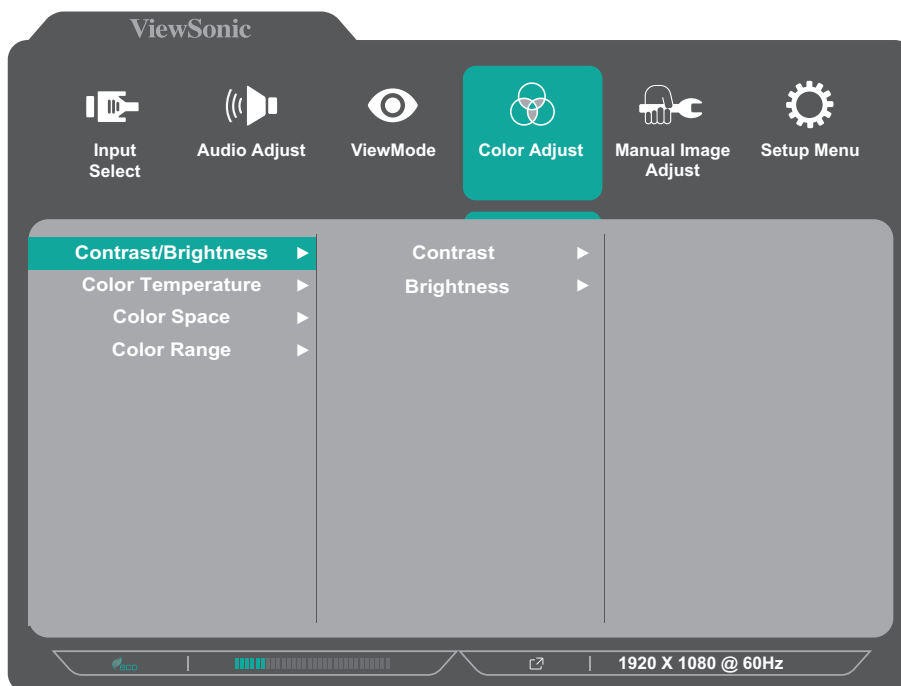 ViewSonic
Input
Select
Audio Adjust
ViewMode
Color Adjust
Manual Image
Adjust
Setup Menu
Contrast/Brightness
Color Temperature
Color Space
Color Range
Contrast
Brightness
eco
1920 X 1080 @ 60Hz